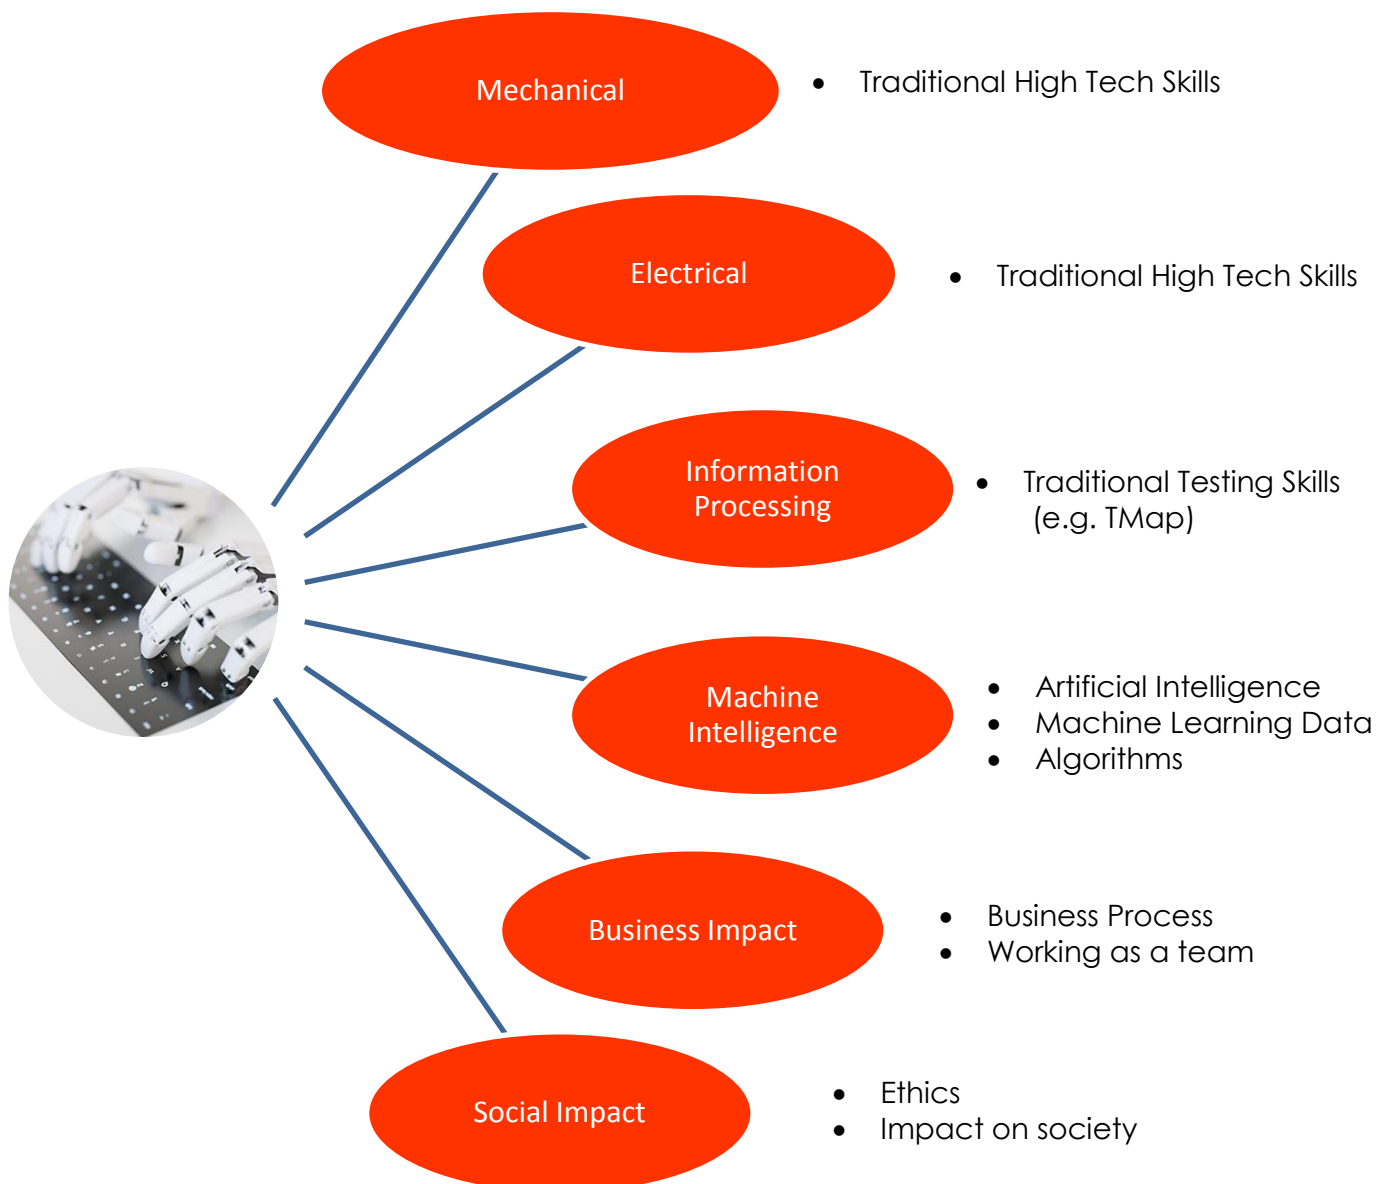 Mechanical
• Traditional High Tech Skills
Electrical
• Traditional High Tech Skills
Information
Processing
• Traditional Testing Skills
(e.g. TMap)
Machine
Intelligence
• Artificial Intelligence
• Machine Learning Data
• Algorithms
Business Impact
• Business Process
• Working as a team
Social Impact
• Ethics
• Impact on society